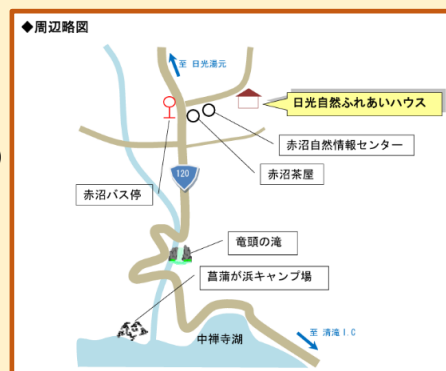 ◆周辺略図
至 日光湯元
日光自然ふれあいハウス
赤沼自然情報センター
赤沼茶屋
120
赤沼バス停
竜頭の滝
菖蒲が浜キャンプ場
中禅寺湖
至 清滝 I.C